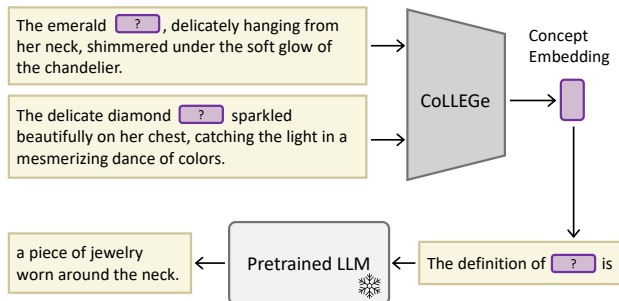 The emerald ? , delicately hanging from
her neck, shimmered under the soft glow of
the chandelier.
The delicate diamond ? sparkled
beautifully on her chest, catching the light in a
mesmerizing dance of colors.
CoLLEGe
Concept
Embedding
a piece of jewelry
worn around the neck.
Pretrained LLM
The definition of ? is